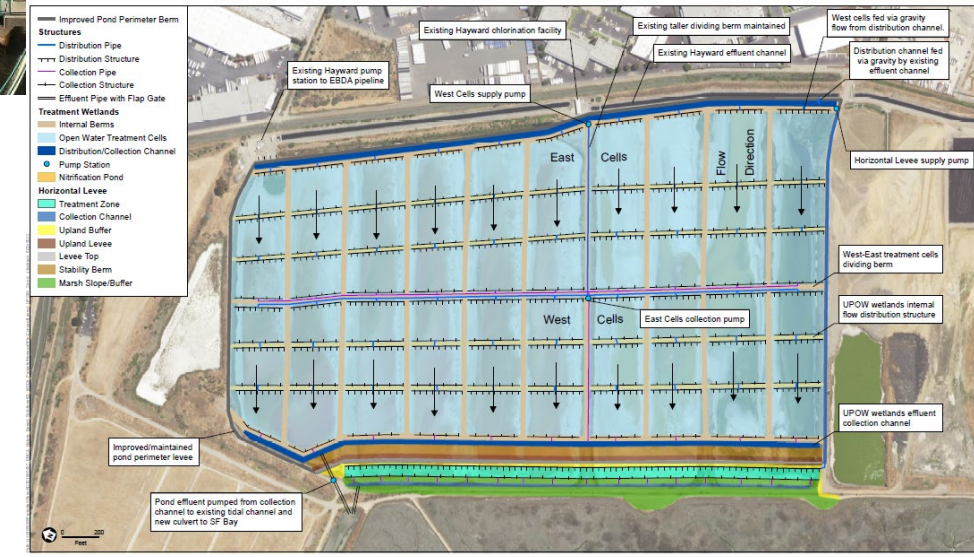 Improved Pond Perimeter Berm
Structures
Distribution Pipe
Distribution Structure
Collection Pipe
Collection Structure
Effluent Pipe with Flap Gate
Treatment Wetlands
Internal Berms
Open Water Treatment Cells
Distribution/Collection Channel
Pump Station
Nitrification Pond
Horizontal Levee
Treatment Zone
Collection Channel
Upland Buffer
Upland Levee
Levee Top
Stability Berm
Marsh Slope/Buffer
Existing Hayward pump
station to EBDA pipeline
Existing Hayward chlorination facility
West Cells supply pump
Existing taller dividing berm maintained
Existing Hayward effluent channel
West cells fed via gravity
flow from distribution channel.
Distribution channel fed
via gravity by existing
effluent channel
Horizontal Levee supply pump
East Cells
Flow
Direction
West-East treatment cells
dividing berm
East Cells collection pump
West Cells
UPOW wetlands internal
flow distribution structure
UPOW wetlands effluent
collection channel
Improved/maintained
pond perimeter levee
Pond effluent pumped from collection
channel to existing tidal channel and
new culvert to SF Bay
0 200
Feet